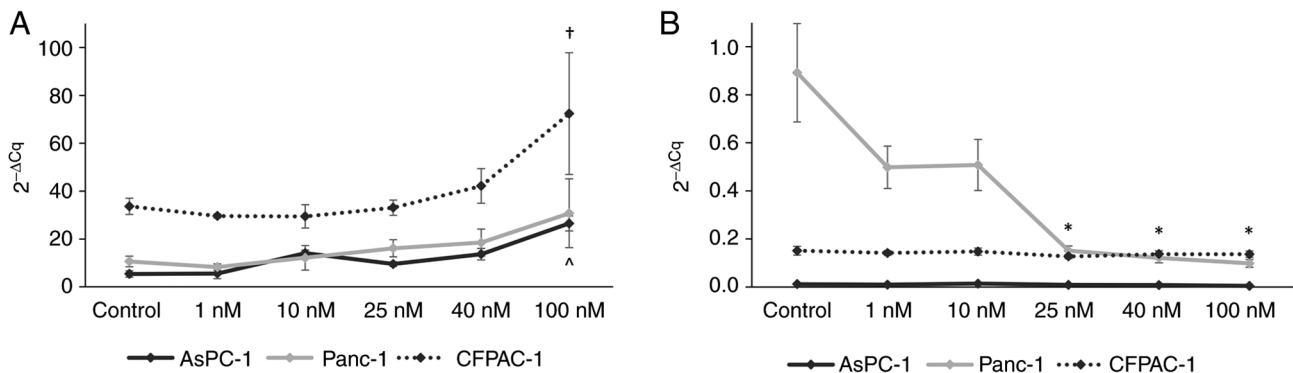 A
2−ΔCq
100
80
60
40
20
0
†
^
Control 1 nM 10 nM 25 nM 40 nM 100 nM
AsPC-1 Panc-1 CFPAC-1
B
2−ΔCq
1.0
0.8
0.6
0.4
0.2
0.0
* * *
Control 1 nM 10 nM 25 nM 40 nM 100 nM
AsPC-1 Panc-1 CFPAC-1